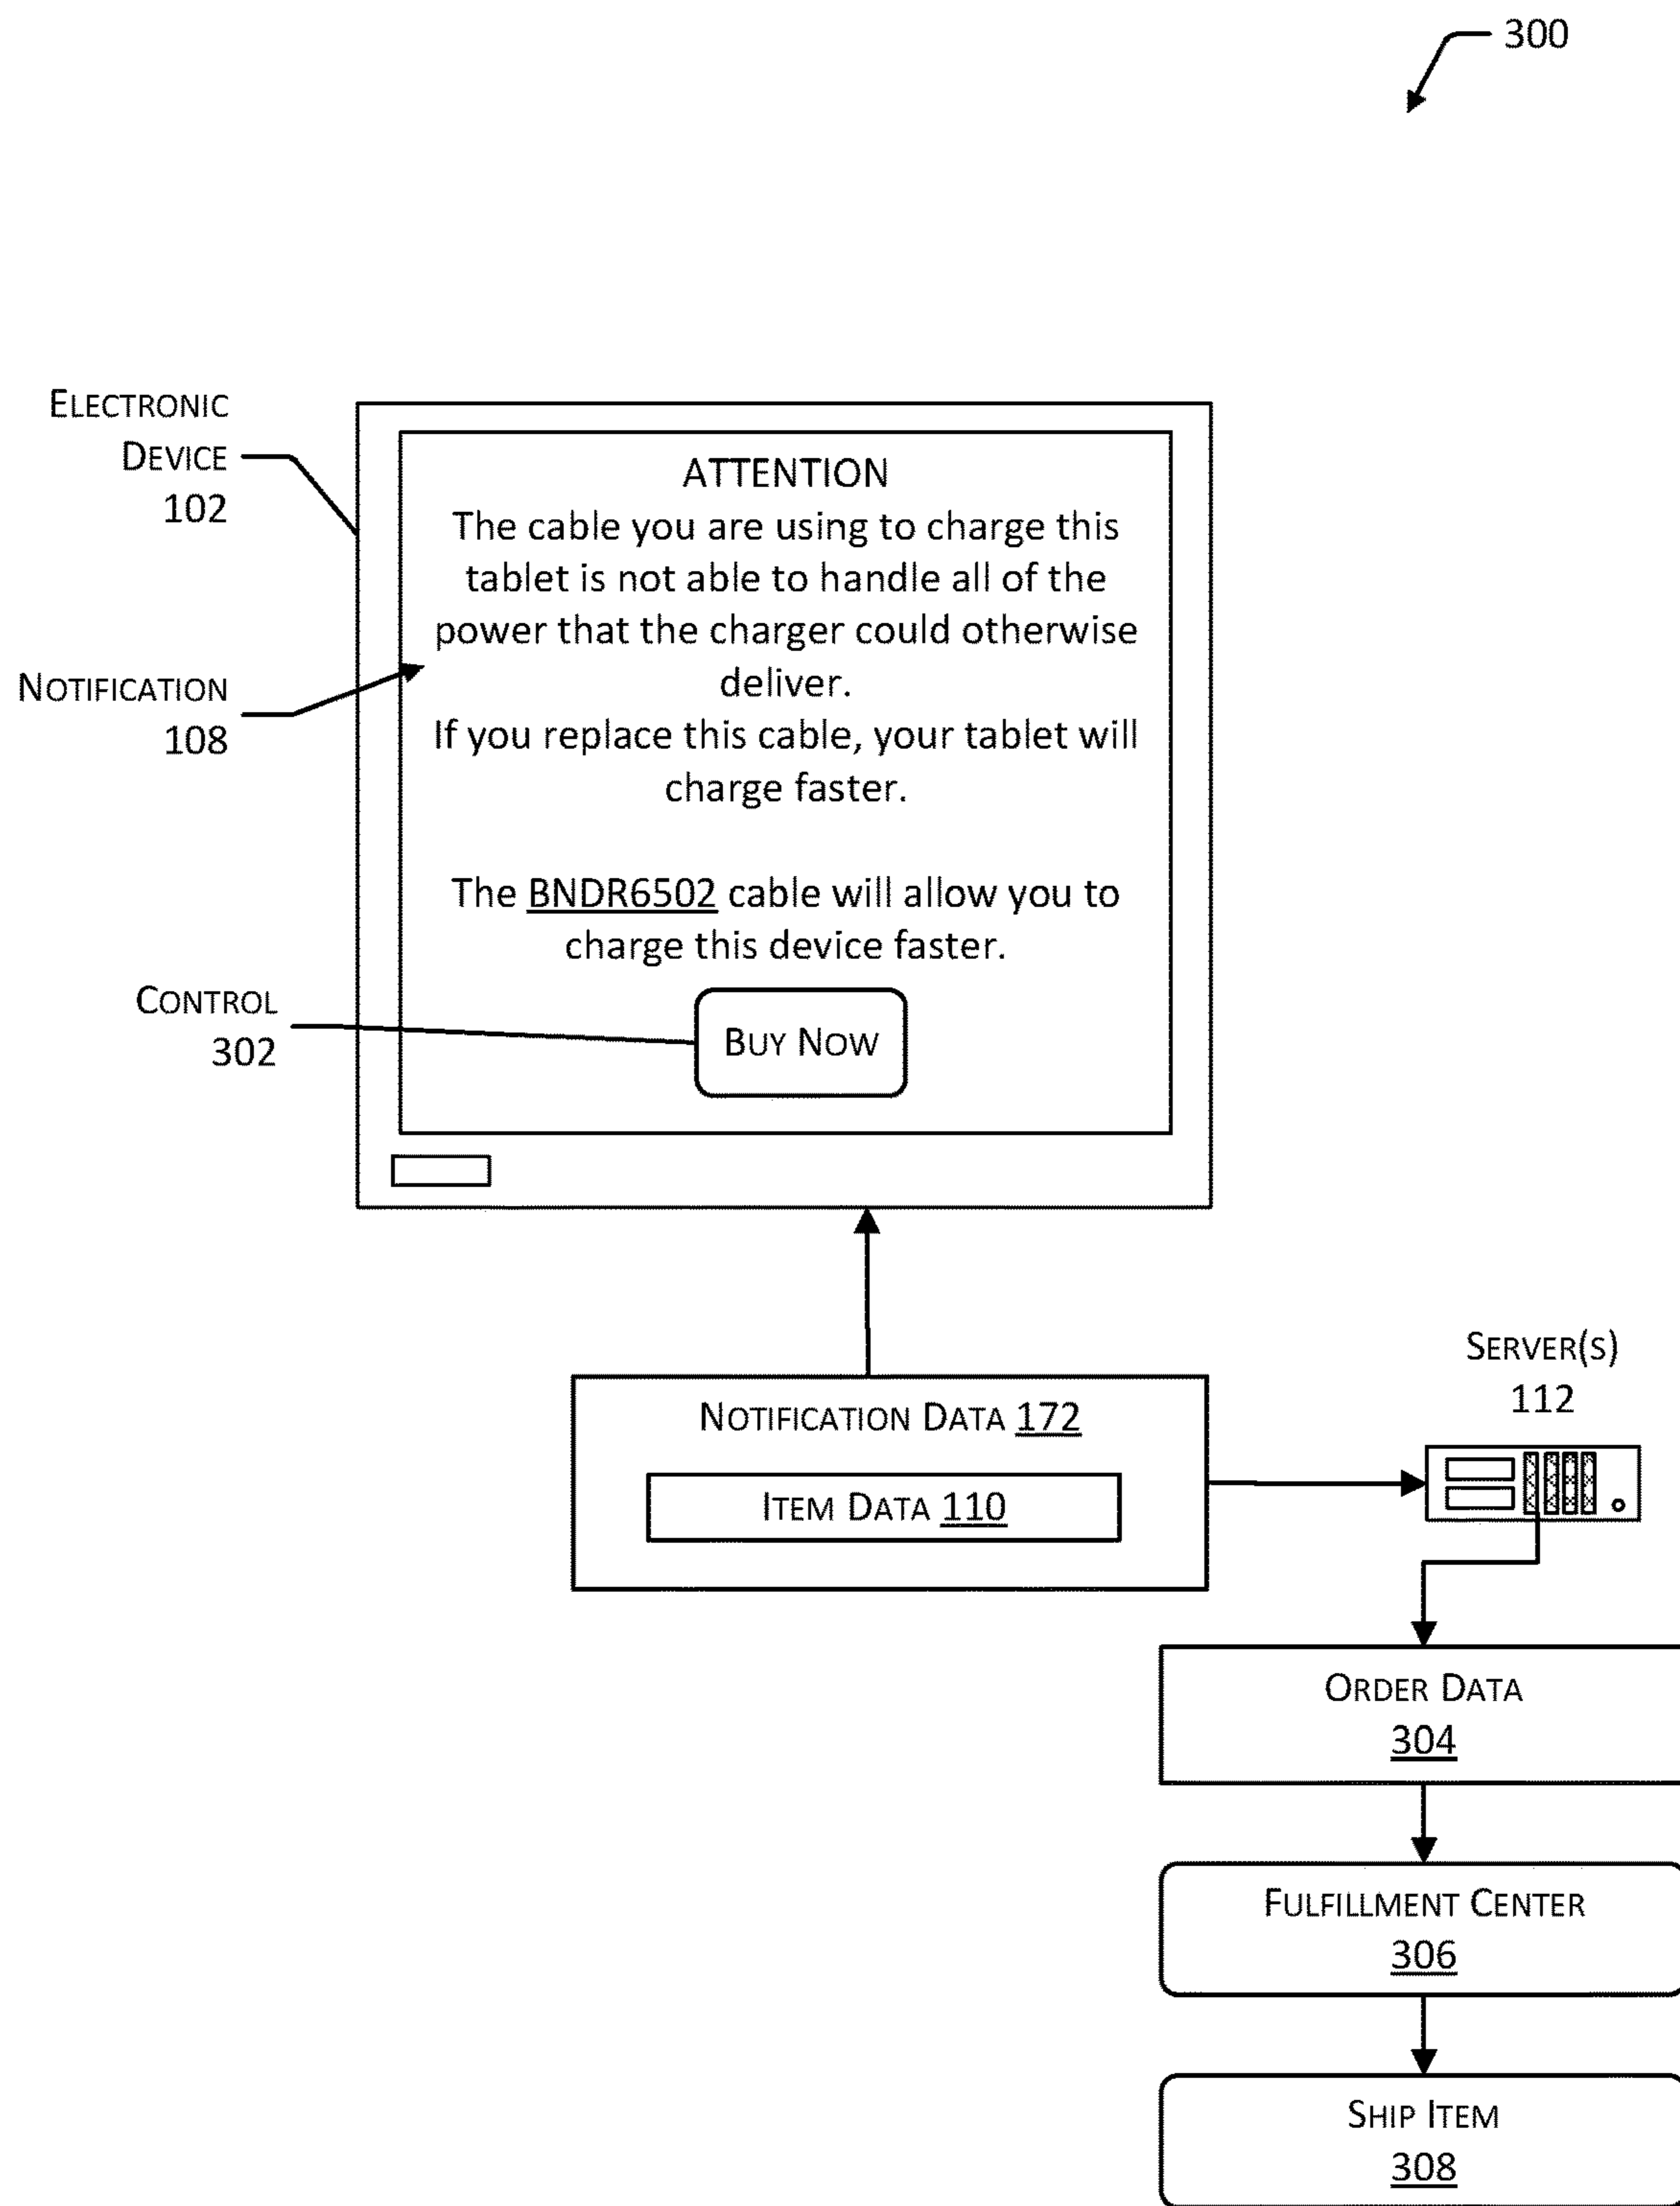 300
ELECTRONIC
DEVICE
102
ATTENTION
The cable you are using to charge this
tablet is not able to handle all of the
power that the charger could otherwise
deliver.
If you replace this cable, your tablet will
charge faster.
The BNDR6502 cable will allow you to
charge this device faster.
NOTIFICATION
108
CONTROL
302
BUY NOW
NOTIFICATION DATA 172
ITEM DATA 110
SERVER(S)
112
ORDER DATA
304
FULFILLMENT CENTER
306
SHIP ITEM
308